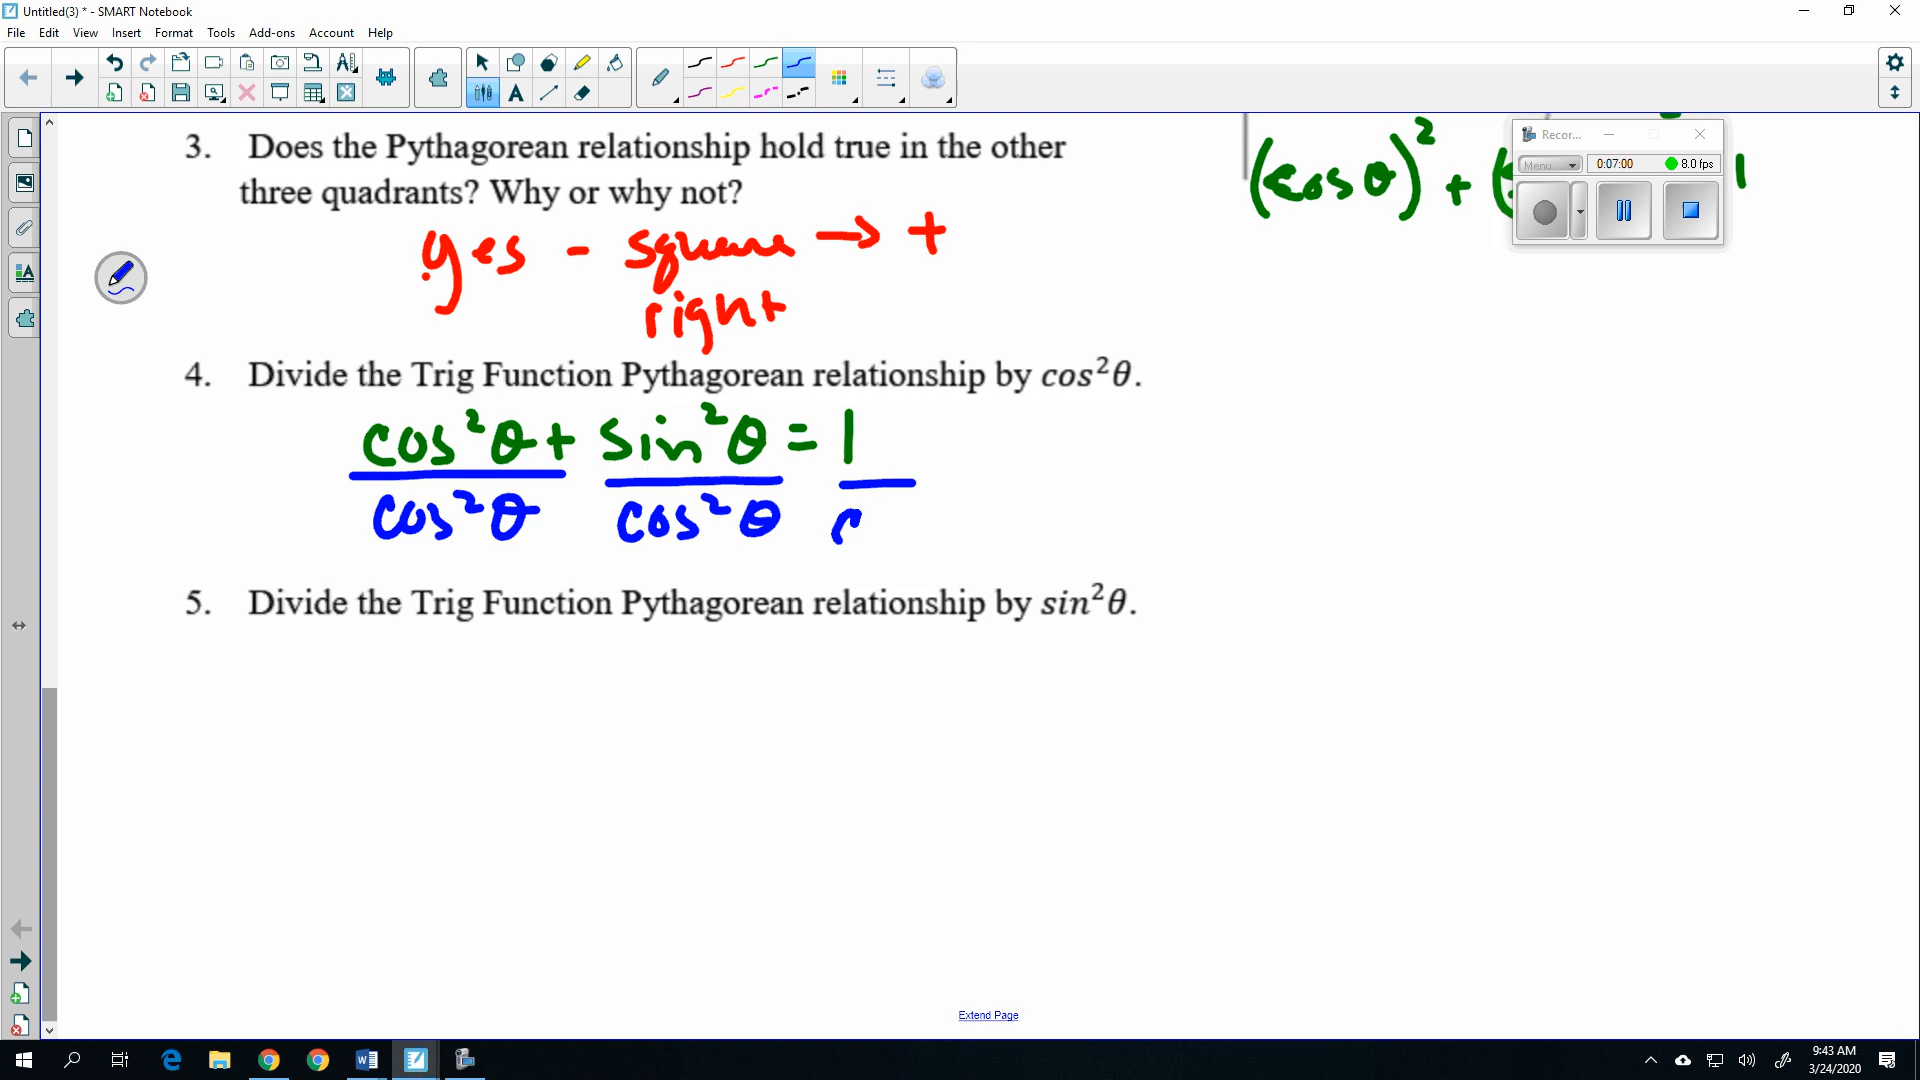 Untitled(3) * - SMART Notebook
File Edit View Insert Format Tools Add-ons Account Help
Recor...
Menu 0:07:00 8.0 fps
3. Does the Pythagorean relationship hold true in the other
three quadrants? Why or why not?
(cos θ)² + ( 1
yes - square → +
right
4. Divide the Trig Function Pythagorean relationship by cos²θ.
cos²θ + sin²θ = 1
cos²θ cos²θ c
5. Divide the Trig Function Pythagorean relationship by sin²θ.
Extend Page
9:43 AM
3/24/2020